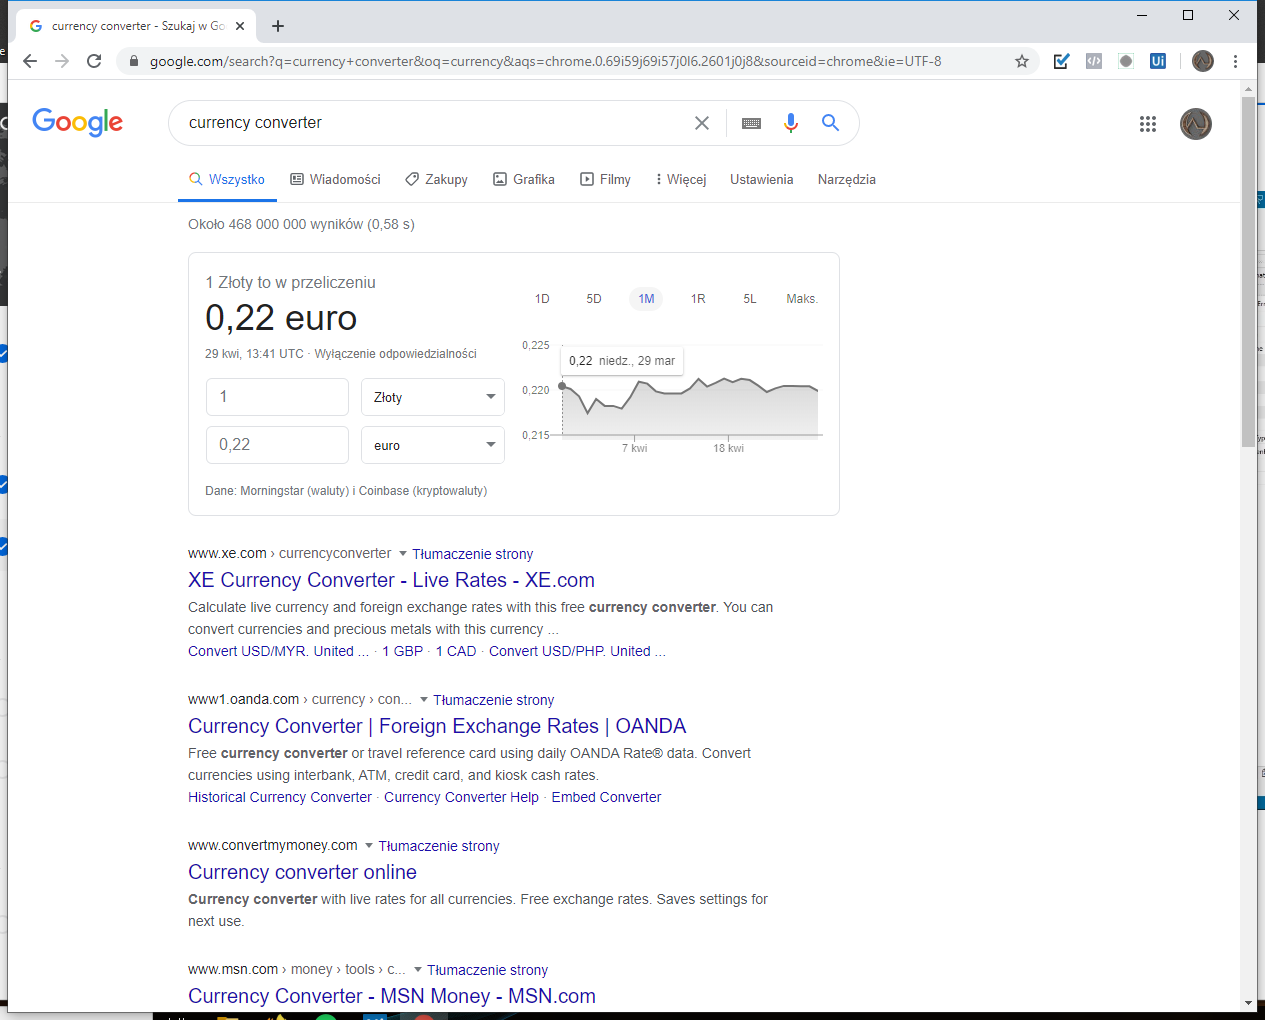 currency converter - Szukaj w Go
google.com/search?q=currency+converter&oq=currency&aqs=chrome.0.69i59j69i57j0l6.2601j0j8&sourceid=chrome&ie=UTF-8
Ui
Google
currency converter
Wszystko Wiadomości Zakupy Grafika Filmy Więcej Ustawienia Narzędzia
Około 468 000 000 wyników (0,58 s)
1 Złoty to w przeliczeniu
0,22 euro
29 kwi, 13:41 UTC · Wyłączenie odpowiedzialności
1 Złoty
0,22 euro
Dane: Morningstar (waluty) i Coinbase (kryptowaluty)
1D 5D 1M 1R 5L Maks.
0,225
0,22 niedz., 29 mar
0,220
0,215
7 kwi 18 kwi
www.xe.com › currencyconverter Tłumaczenie strony
XE Currency Converter - Live Rates - XE.com
Calculate live currency and foreign exchange rates with this free currency converter. You can
convert currencies and precious metals with this currency ...
Convert USD/MYR. United ... · 1 GBP · 1 CAD · Convert USD/PHP. United ...
www1.oanda.com › currency › con... Tłumaczenie strony
Currency Converter | Foreign Exchange Rates | OANDA
Free currency converter or travel reference card using daily OANDA Rate® data. Convert
currencies using interbank, ATM, credit card, and kiosk cash rates.
Historical Currency Converter · Currency Converter Help · Embed Converter
www.convertmymoney.com Tłumaczenie strony
Currency converter online
Currency converter with live rates for all currencies. Free exchange rates. Saves settings for
next use.
www.msn.com › money › tools › c... Tłumaczenie strony
Currency Converter - MSN Money - MSN.com